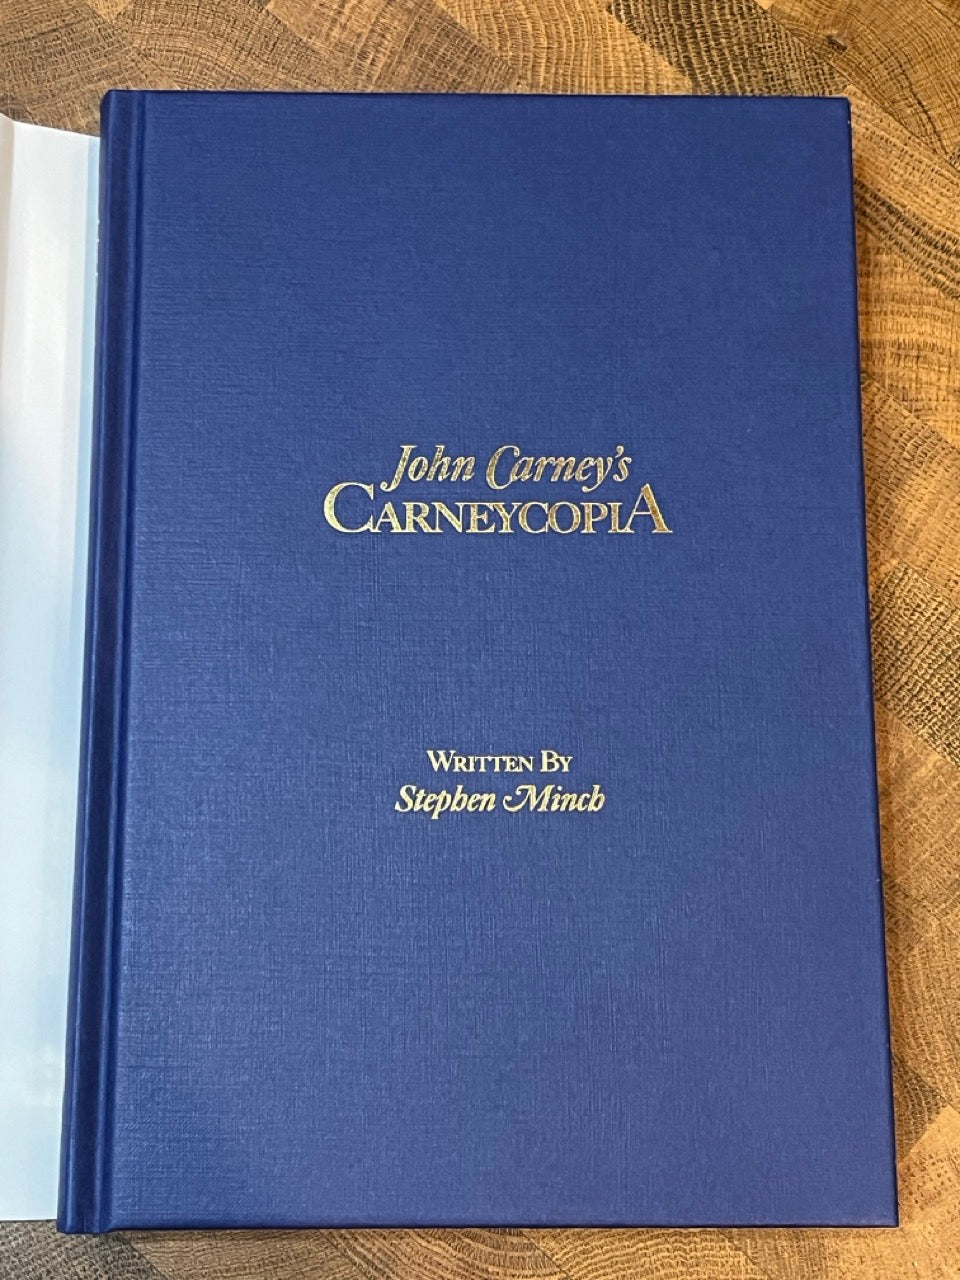 John Carney's
CARNEYCOPIA
WRITTEN BY
Stephen Minch